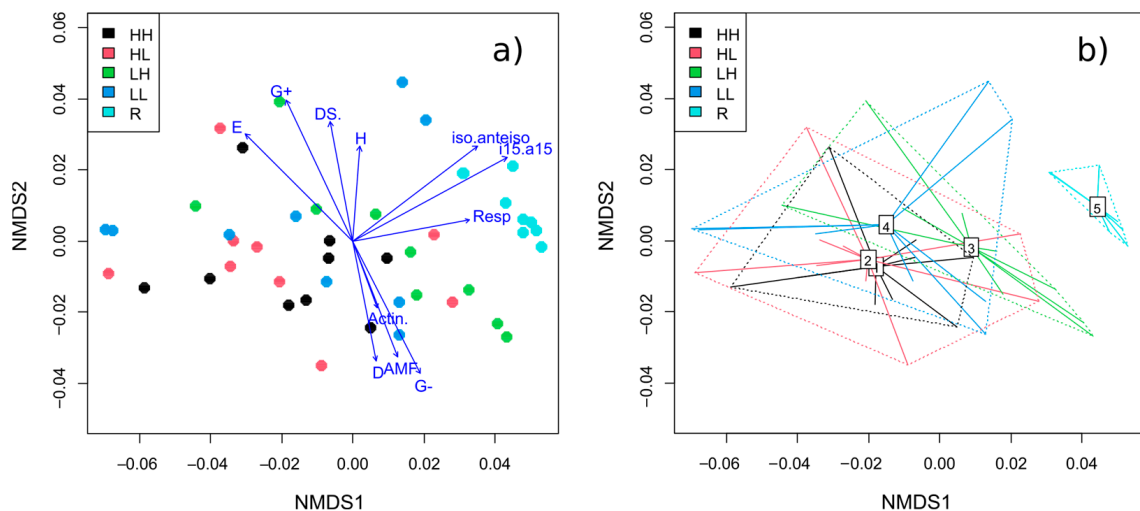 HH
HL
LH
LL
R
a)
G+
DS.
E
H
iso.anteiso
i15.a15
Resp
Actin.
D
AMF
G-
0.06
0.04
0.02
0.00
−0.02
−0.04
NMDS2
−0.06 −0.04 −0.02 0.00 0.02 0.04
NMDS1
HH
HL
LH
LL
R
b)
5
4
3
2
1
0.06
0.04
0.02
0.00
−0.02
−0.04
NMDS2
−0.06 −0.04 −0.02 0.00 0.02 0.04
NMDS1